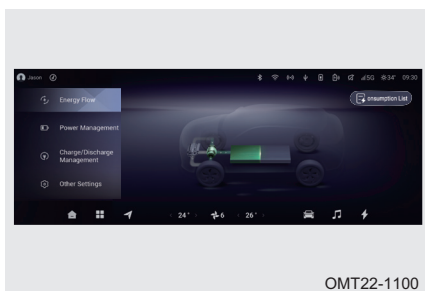 Jason
5G 34° 09:30
Energy Flow
onsumption List
Power Management
Charge/Discharge
Management
Other Settings
24° 6 26°
OMT22-1100